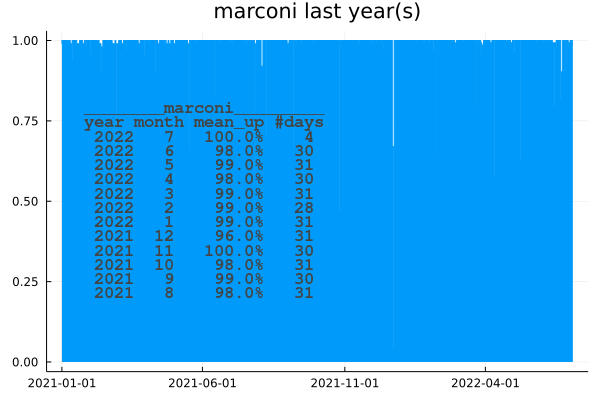 marconi last year(s)
1.00
0.75
0.50
0.25
0.00
________marconi_________
year month mean_up #days
2022 7 100.0% 4
2022 6 98.0% 30
2022 5 99.0% 31
2022 4 98.0% 30
2022 3 99.0% 31
2022 2 99.0% 28
2022 1 99.0% 31
2021 12 96.0% 31
2021 11 100.0% 30
2021 10 98.0% 31
2021 9 99.0% 30
2021 8 98.0% 31
2021-01-01 2021-06-01 2021-11-01 2022-04-01